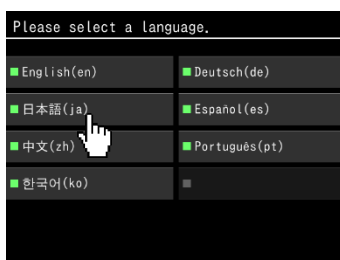 Please select a language.
English(en)
Deutsch(de)
日本語(ja)
Español(es)
中文(zh)
Português(pt)
한국어(ko)